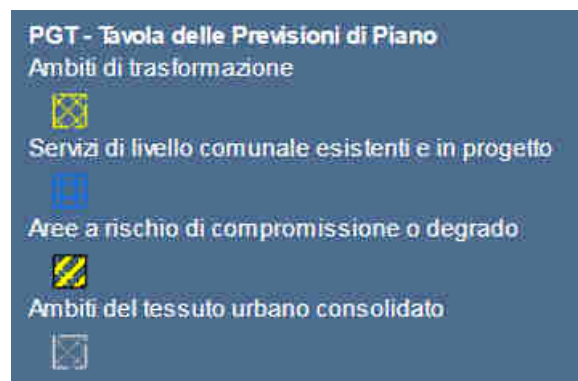 PGT - Tavola delle Previsioni di Piano
Ambiti di trasformazione
Servizi di livello comunale esistenti e in progetto
Aree a rischio di compromissione o degrado
Ambiti del tessuto urbano consolidato